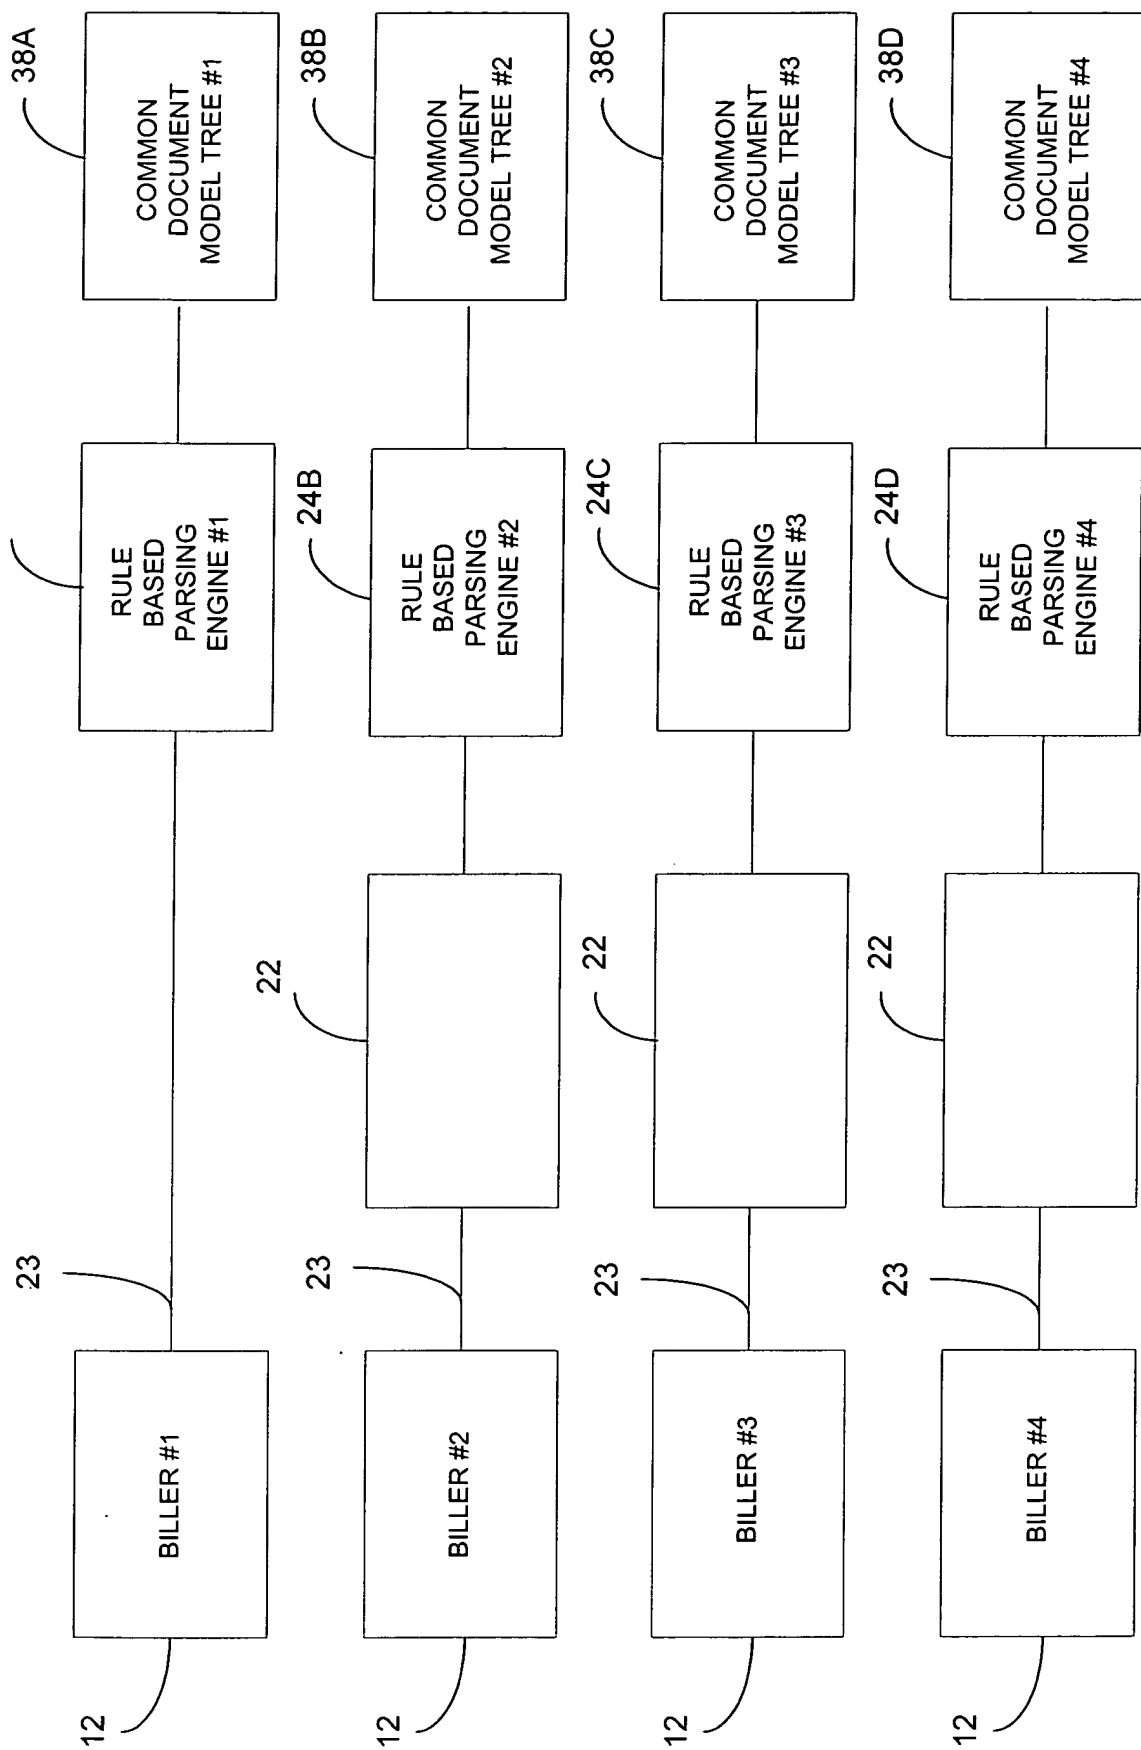 12
BILLER #1
23
RULE
BASED
PARSING
ENGINE #1
38A
COMMON
DOCUMENT
MODEL TREE #1
12
BILLER #2
23
22
24B
RULE
BASED
PARSING
ENGINE #2
38B
COMMON
DOCUMENT
MODEL TREE #2
12
BILLER #3
23
22
24C
RULE
BASED
PARSING
ENGINE #3
38C
COMMON
DOCUMENT
MODEL TREE #3
12
BILLER #4
23
22
24D
RULE
BASED
PARSING
ENGINE #4
38D
COMMON
DOCUMENT
MODEL TREE #4